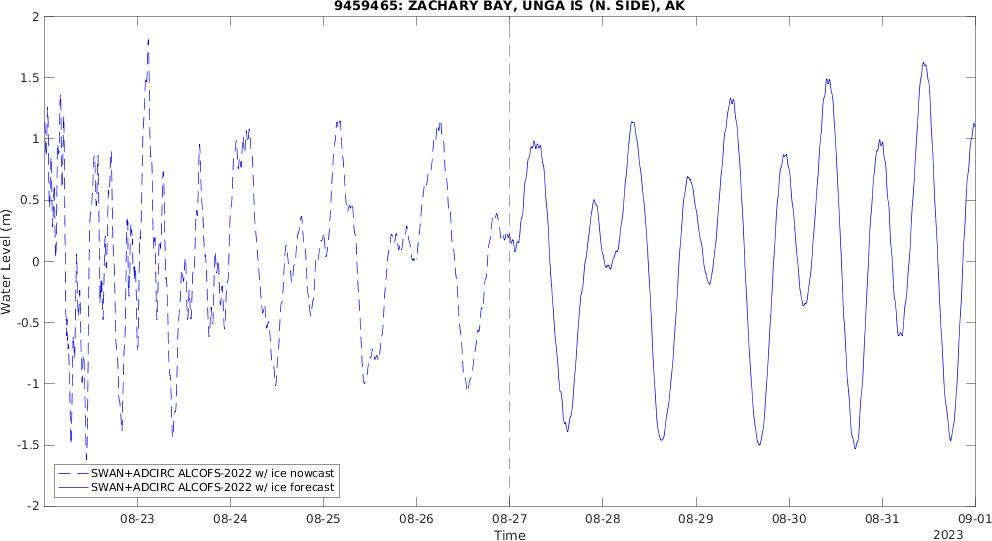 9459465: ZACHARY BAY, UNGA IS (N. SIDE), AK
2
1.5
1
0.5
0
-0.5
-1
-1.5
-2
Water Level (m)
SWAN+ADCIRC ALCOFS-2022 w/ ice nowcast
SWAN+ADCIRC ALCOFS-2022 w/ ice forecast
08-23 08-24 08-25 08-26 08-27 08-28 08-29 08-30 08-31 09-01
Time
2023